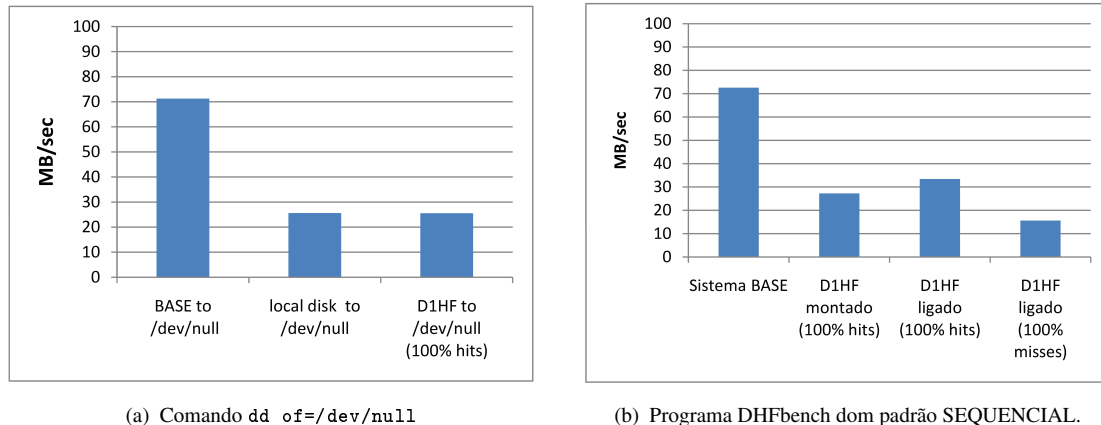 100
90
80
70
60
50
40
30
20
10
0
MB/sec
BASE to
/dev/null
local disk to
/dev/null
D1HF to
/dev/null
(100% hits)
(a) Comando dd of=/dev/null
100
90
80
70
60
50
40
30
20
10
0
MB/sec
Sistema BASE
D1HF
montado
(100% hits)
D1HF
ligado
(100% hits)
D1HF
ligado
(100%
misses)
(b) Programa DHFbench dom padrão SEQUENCIAL.